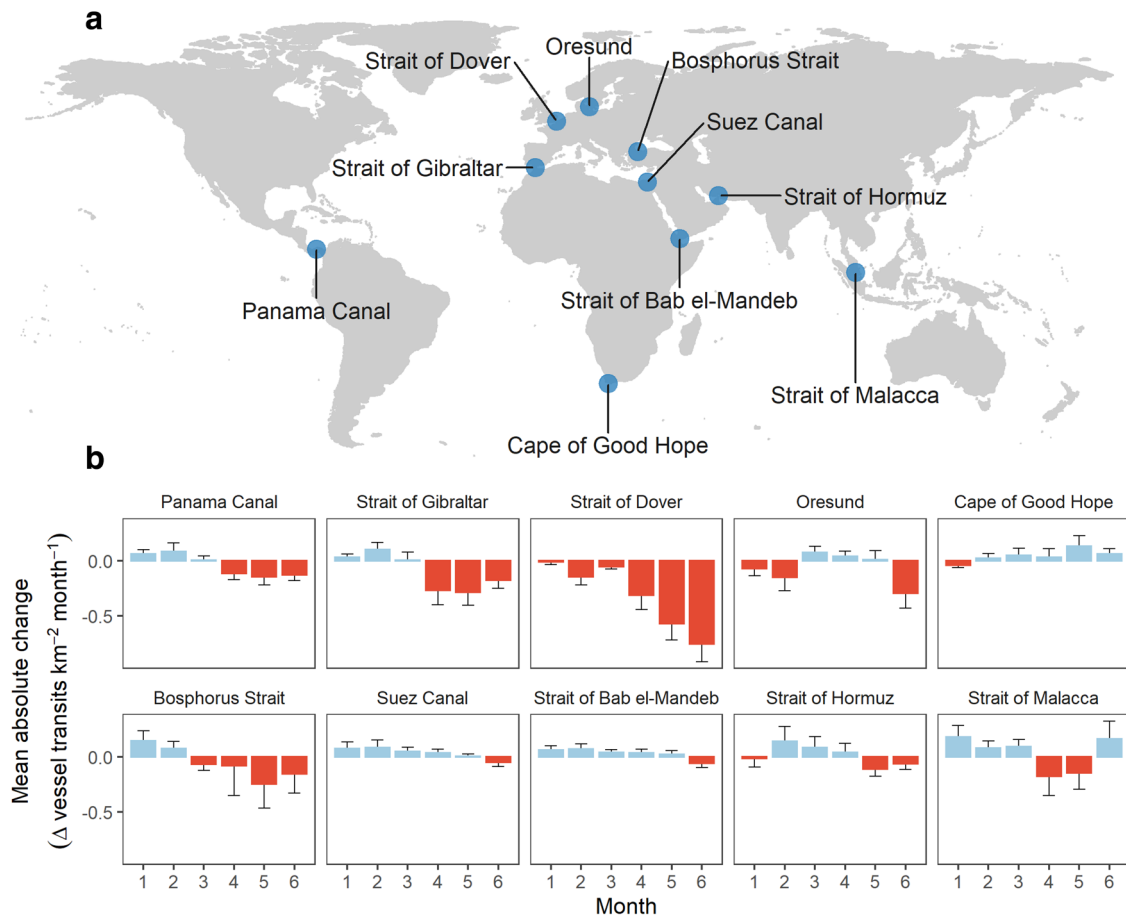 a
Oresund
Strait of Dover
Bosphorus Strait
Suez Canal
Strait of Gibraltar
Strait of Hormuz
Strait of Bab el-Mandeb
Panama Canal
Strait of Malacca
Cape of Good Hope
b
Panama Canal
Strait of Gibraltar
Strait of Dover
Oresund
Cape of Good Hope
0.0
-0.5
Bosphorus Strait
Suez Canal
Strait of Bab el-Mandeb
Strait of Hormuz
Strait of Malacca
0.0
-0.5
Mean absolute change
(Δ vessel transits km⁻² month⁻¹)
1 2 3 4 5 6
1 2 3 4 5 6
1 2 3 4 5 6
1 2 3 4 5 6
1 2 3 4 5 6
Month